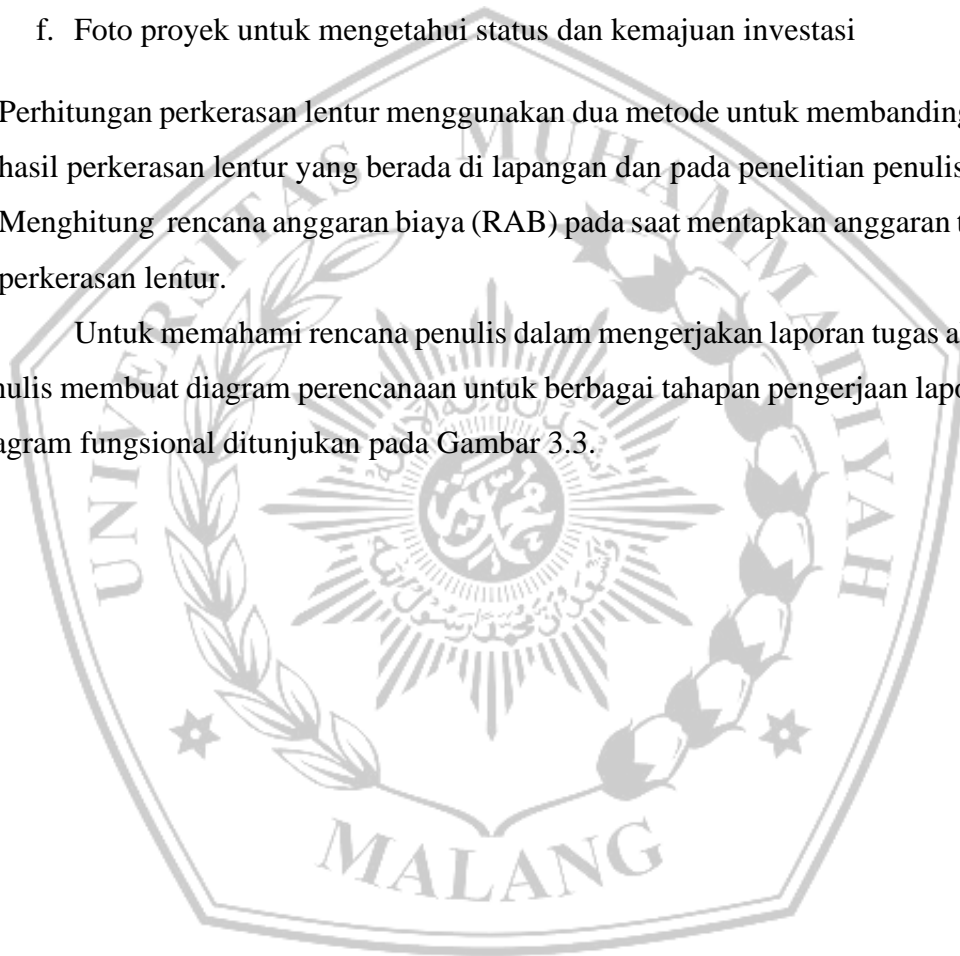 f. Foto proyek untuk mengetahui status dan kemajuan investasi
Perhitungan perkerasan lentur menggunakan dua metode untuk membanding
hasil perkerasan lentur yang berada di lapangan dan pada penelitian penulis
Menghitung rencana anggaran biaya (RAB) pada saat mentapkan anggaran t
perkerasan lentur.
Untuk memahami rencana penulis dalam mengerjakan laporan tugas a
nulis membuat diagram perencanaan untuk berbagai tahapan pengerjaan lapo
agram fungsional ditunjukan pada Gambar 3.3.
UNIVERSITAS MUHAMMADIYAH
MALANG